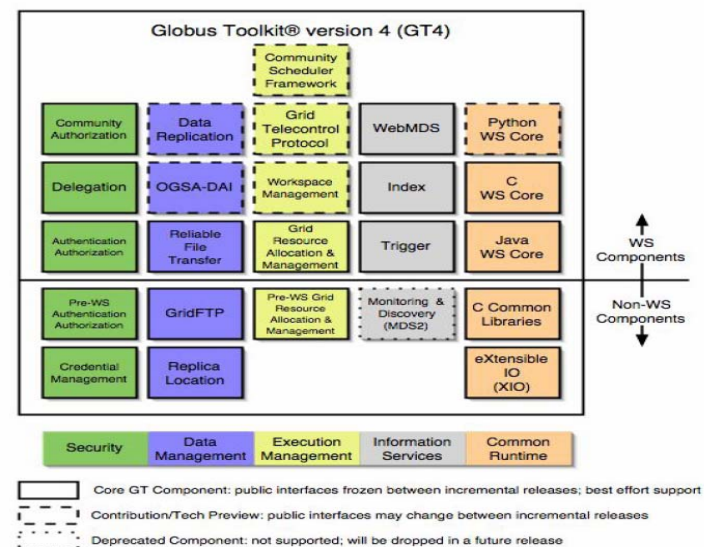 Globus Toolkit® version 4 (GT4)
Community
Scheduler
Framework
Community
Authorization
Data
Replication
Grid
Telecontrol
Protocol
WebMDS
Python
WS Core
Delegation
OGSA-DAI
Workspace
Management
Index
C
WS Core
Authentication
Authorization
Reliable
File
Transfer
Grid
Resource
Allocation &
Management
Trigger
Java
WS Core
WS
Components
Pre-WS
Authentication
Authorization
GridFTP
Pre-WS Grid
Resource
Allocation &
Management
Monitoring &
Discovery
(MDS2)
C Common
Libraries
Non-WS
Components
Credential
Management
Replica
Location
eXtensible
IO
(XIO)
Security
Data
Management
Execution
Management
Information
Services
Common
Runtime
Core GT Component: public interfaces frozen between incremental releases; best effort support
Contribution/Tech Preview: public interfaces may change between incremental releases
Deprecated Component: not supported; will be dropped in a future release